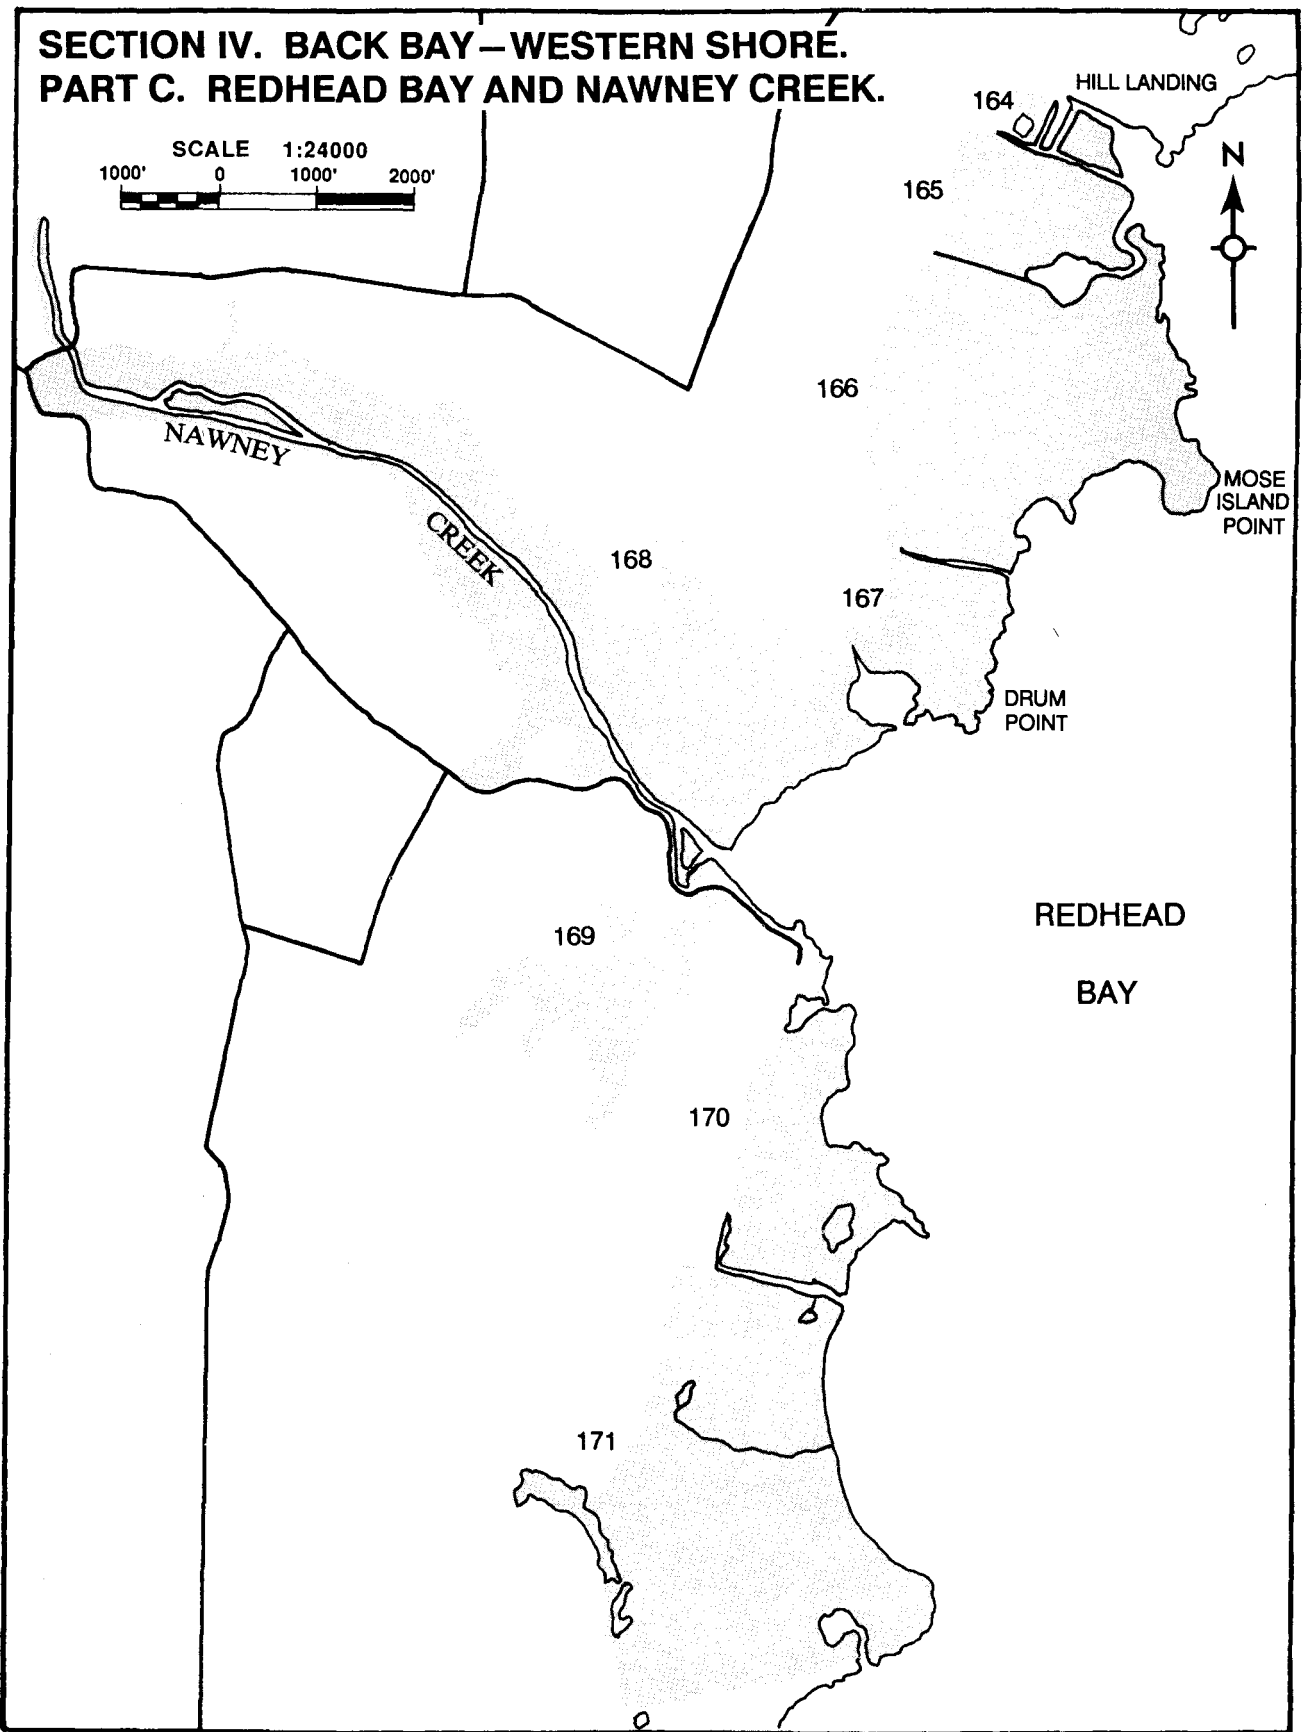 SECTION IV. BACK BAY–WESTERN SHORE.
PART C. REDHEAD BAY AND NAWNEY CREEK.
SCALE 1:24000
1000' 0 1000' 2000'
HILL LANDING
164
N
165
166
NAWNEY
MOSE
ISLAND
POINT
CREEK
168
167
DRUM
POINT
REDHEAD
BAY
169
170
171